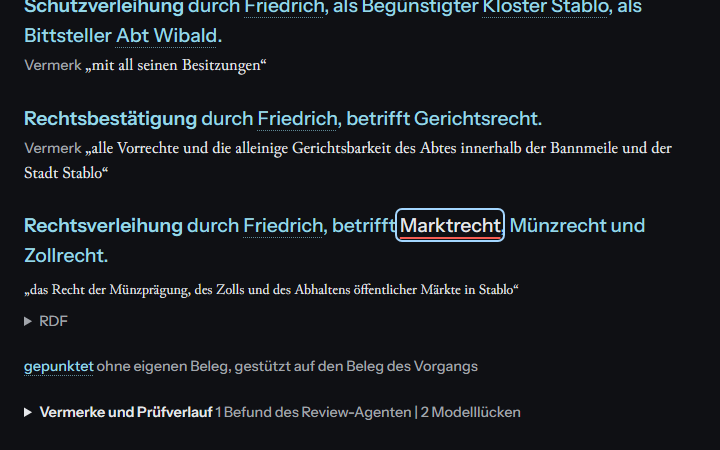 Schutzverleihung durch Friedrich, als Begünstigter Kloster Stablo, als
Bittsteller Abt Wibald.
Vermerk „mit all seinen Besitzungen“
Rechtsbestätigung durch Friedrich, betrifft Gerichtsrecht.
Vermerk „alle Vorrechte und die alleinige Gerichtsbarkeit des Abtes innerhalb der Bannmeile und der
Stadt Stablo“
Rechtsverleihung durch Friedrich, betrifft Marktrecht, Münzrecht und
Zollrecht.
„das Recht der Münzprägung, des Zolls und des Abhaltens öffentlicher Märkte in Stablo“
RDF
gepunktet ohne eigenen Beleg, gestützt auf den Beleg des Vorgangs
Vermerke und Prüfverlauf 1 Befund des Review-Agenten | 2 Modelllücken